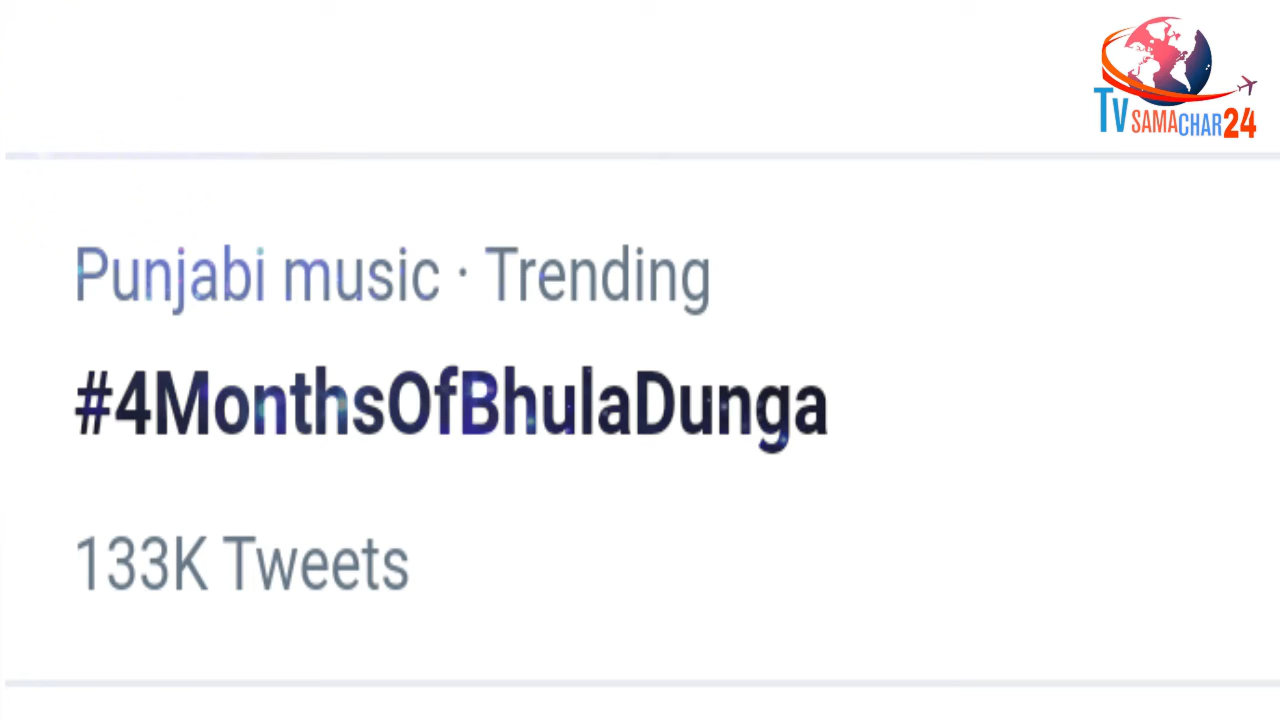 TV SAMACHAR 24
Punjabi music · Trending
#4MonthsOfBhulaDunga
133K Tweets